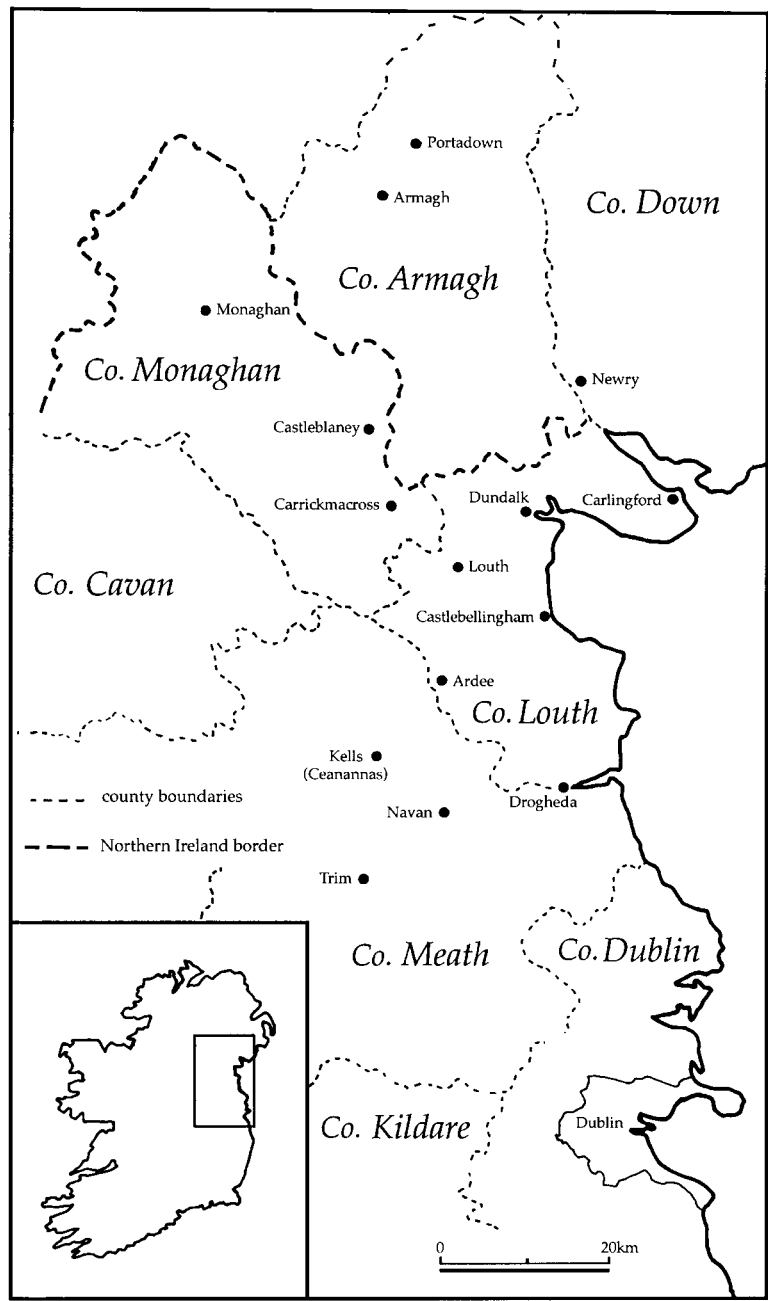 Portadown
Armagh
Co. Down
Co. Armagh
Monaghan
Co. Monaghan
Newry
Castleblaney
Carrickmacross
Dundalk
Carlingford
Louth
Co. Cavan
Castlebellingham
Ardee
Co. Louth
Kells
(Ceanannas)
county boundaries
Drogheda
Navan
Northern Ireland border
Trim
Co. Meath
Co. Dublin
Co. Kildare
Dublin
0 20km